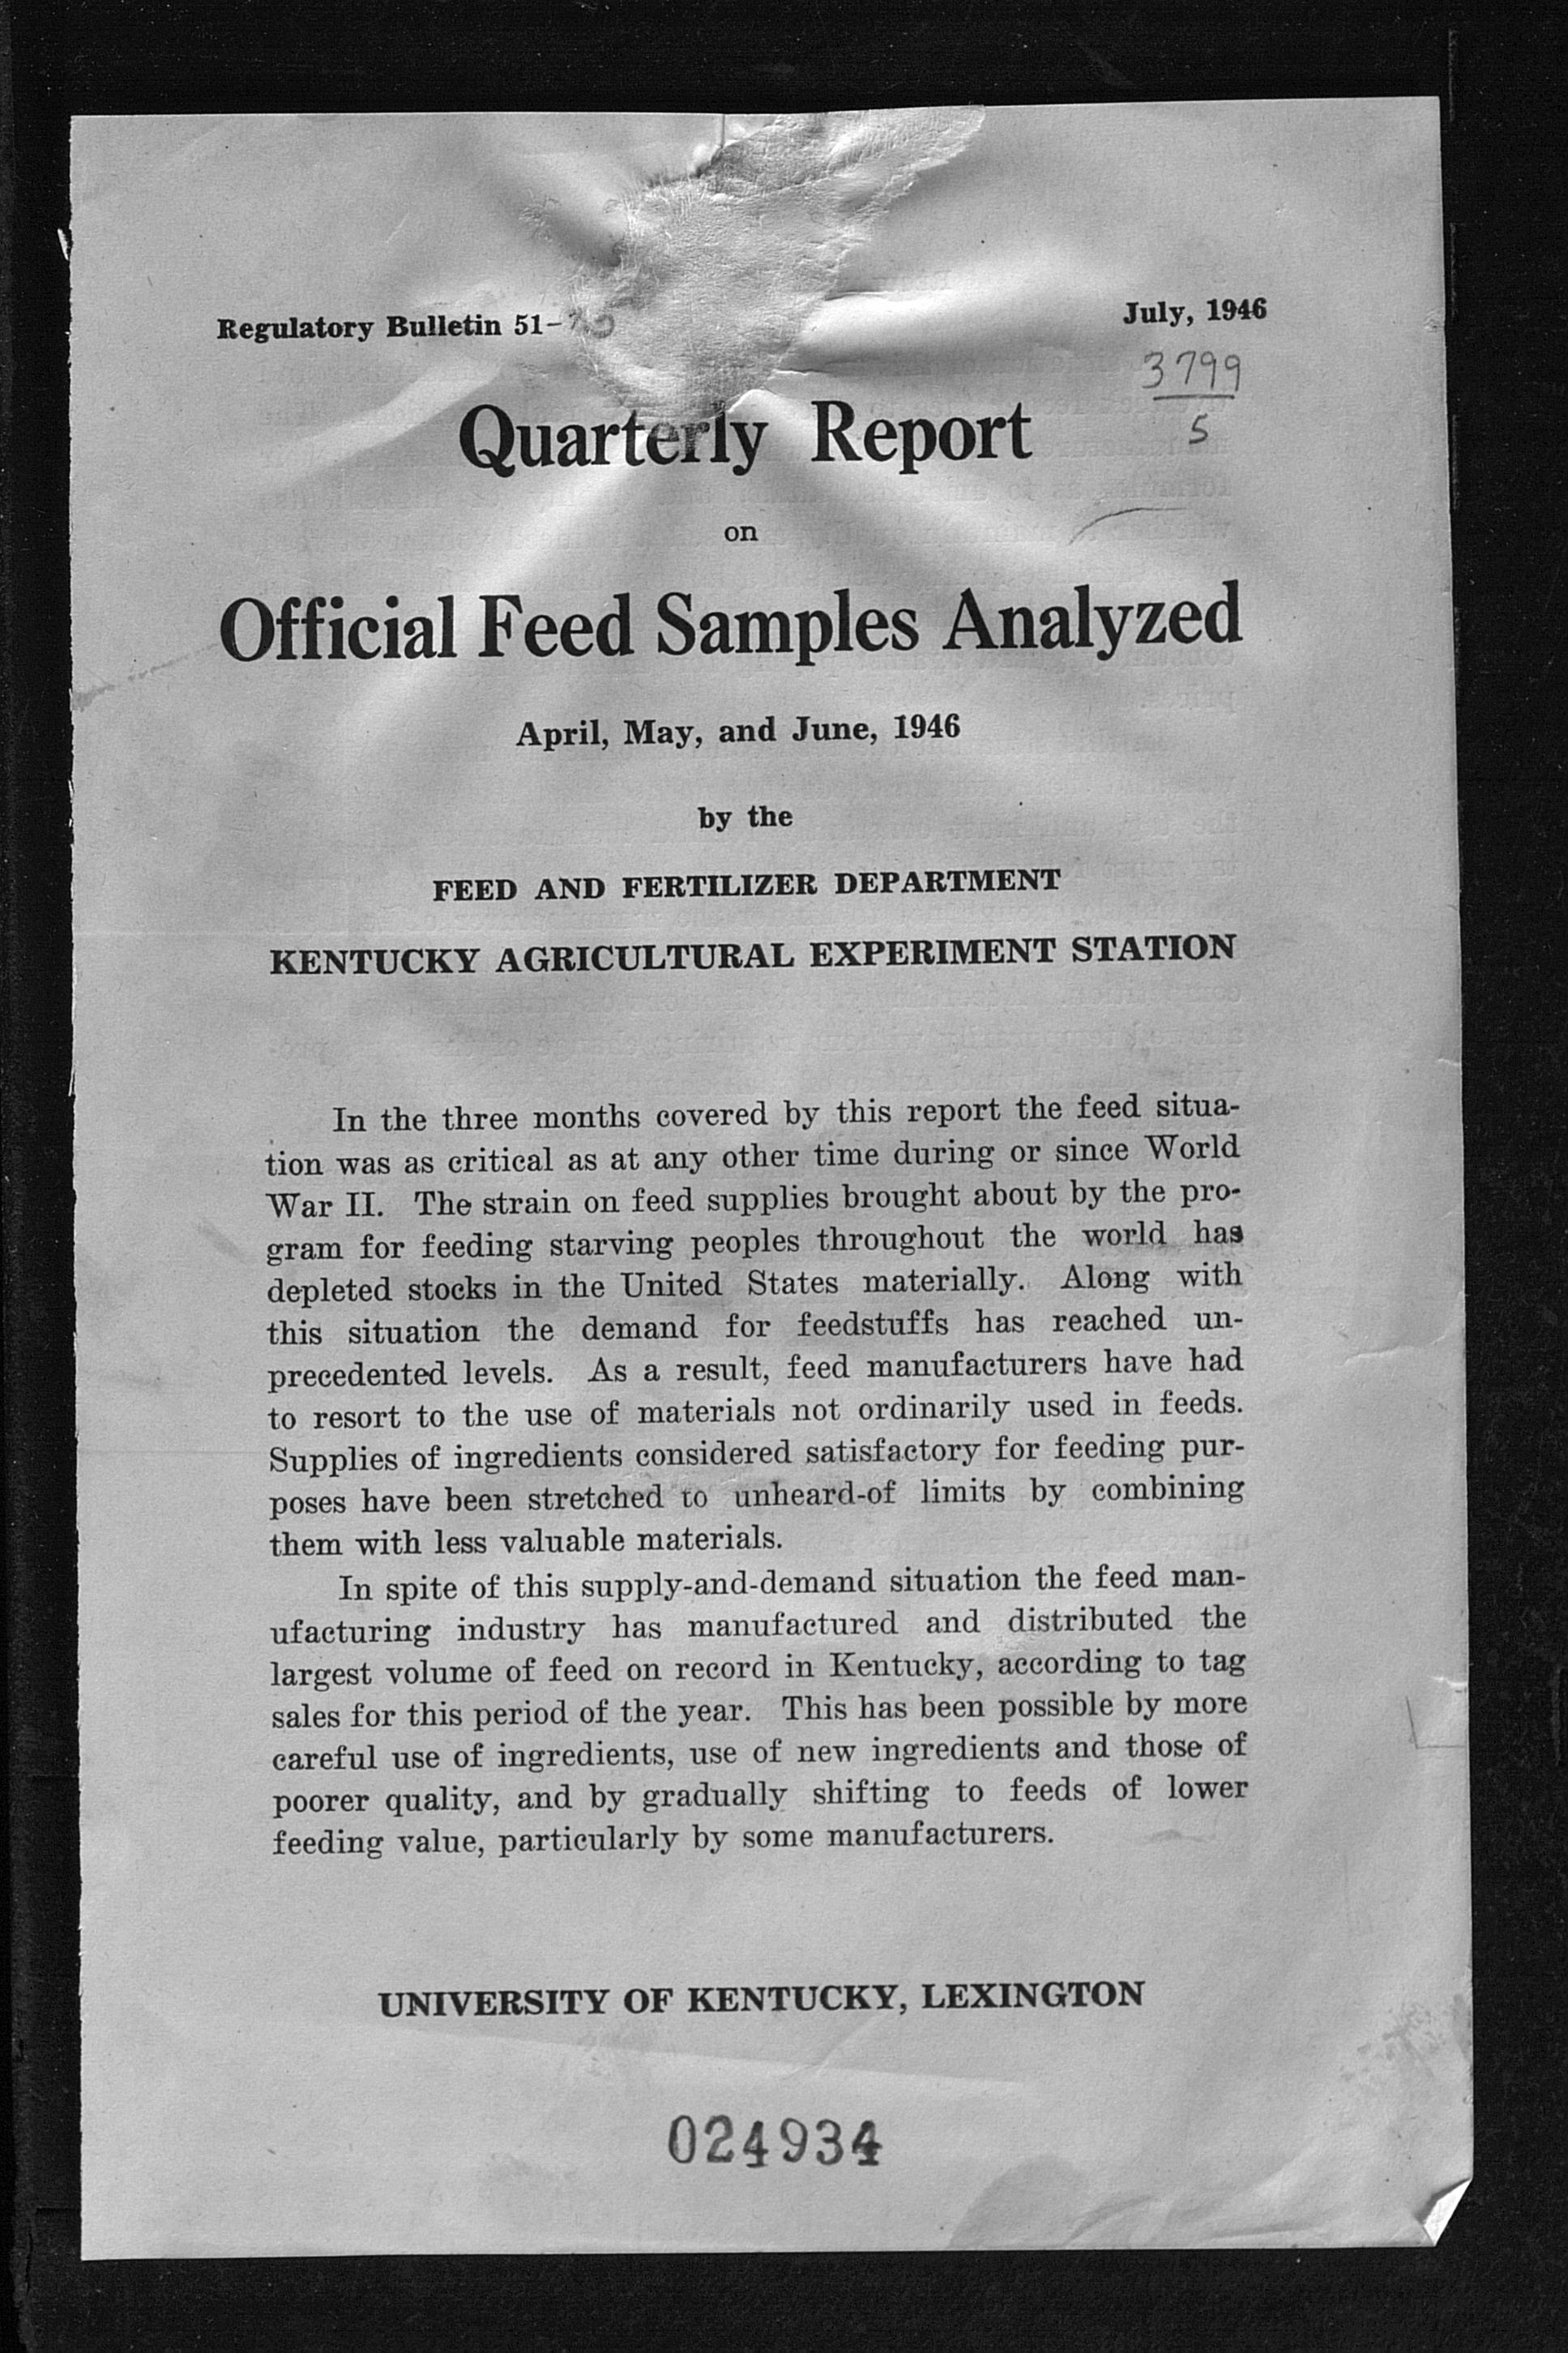 Regulatory Bulletin 51-
July, 1946
3799
5
Quarterly Report
on
Official Feed Samples Analyzed
April, May, and June, 1946
by the
FEED AND FERTILIZER DEPARTMENT
KENTUCKY AGRICULTURAL EXPERIMENT STATION
In the three months covered by this report the feed situa-
tion was as critical as at any other time during or since World
War II. The strain on feed supplies brought about by the pro-
gram for feeding starving peoples throughout the world has
depleted stocks in the United States materially. Along with
this situation the demand for feedstuffs has reached un-
precedented levels. As a result, feed manufacturers have had
to resort to the use of materials not ordinarily used in feeds.
Supplies of ingredients considered satisfactory for feeding pur-
poses have been stretched to unheard-of limits by combining
them with less valuable materials.
In spite of this supply-and-demand situation the feed man-
ufacturing industry has manufactured and distributed the
largest volume of feed on record in Kentucky, according to tag
sales for this period of the year. This has been possible by more
careful use of ingredients, use of new ingredients and those of
poorer quality, and by gradually shifting to feeds of lower
feeding value, particularly by some manufacturers.
UNIVERSITY OF KENTUCKY, LEXINGTON
024934